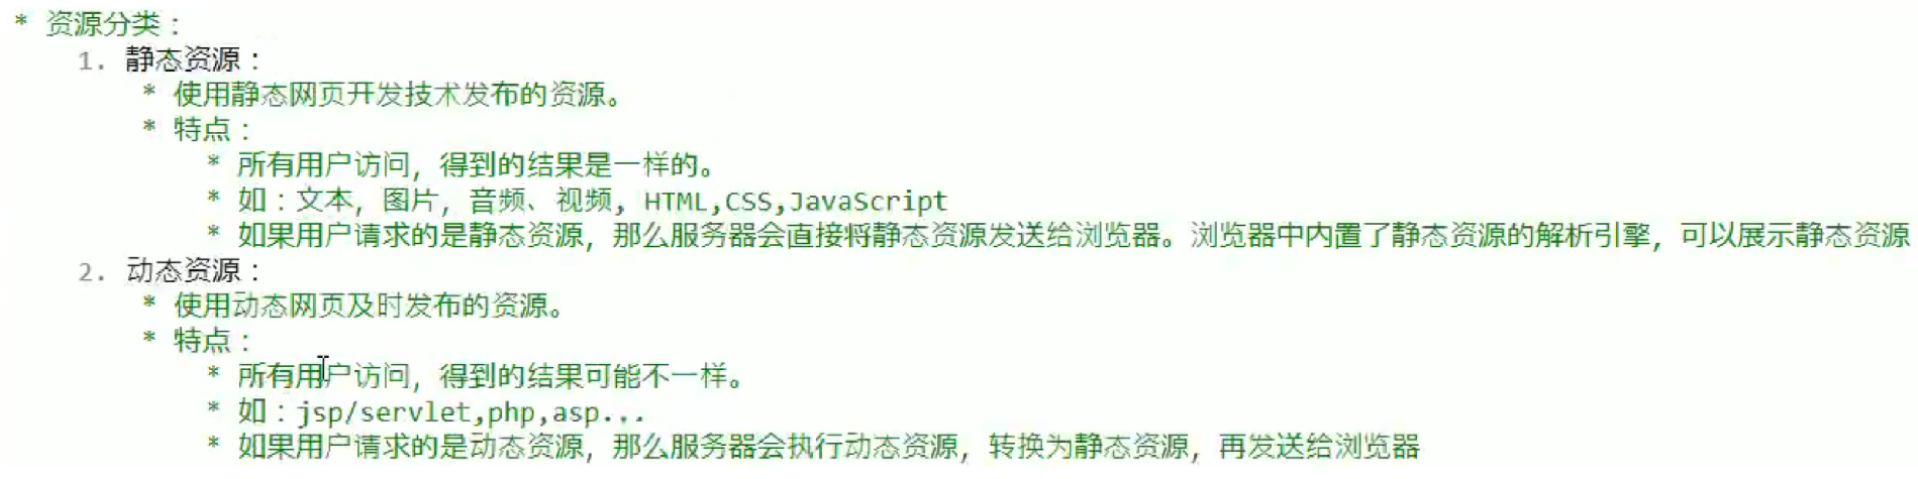 * 资源分类：
1. 静态资源：
* 使用静态网页开发技术发布的资源。
* 特点：
* 所有用户访问，得到的结果是一样的。
* 如：文本，图片，音频、视频，HTML,CSS,JavaScript
* 如果用户请求的是静态资源，那么服务器会直接将静态资源发送给浏览器。浏览器中内置了静态资源的解析引擎，可以展示静态资源
2. 动态资源：
* 使用动态网页及时发布的资源。
* 特点：
* 所有用户访问，得到的结果可能不一样。
* 如：jsp/servlet,php,asp...
* 如果用户请求的是动态资源，那么服务器会执行动态资源，转换为静态资源，再发送给浏览器